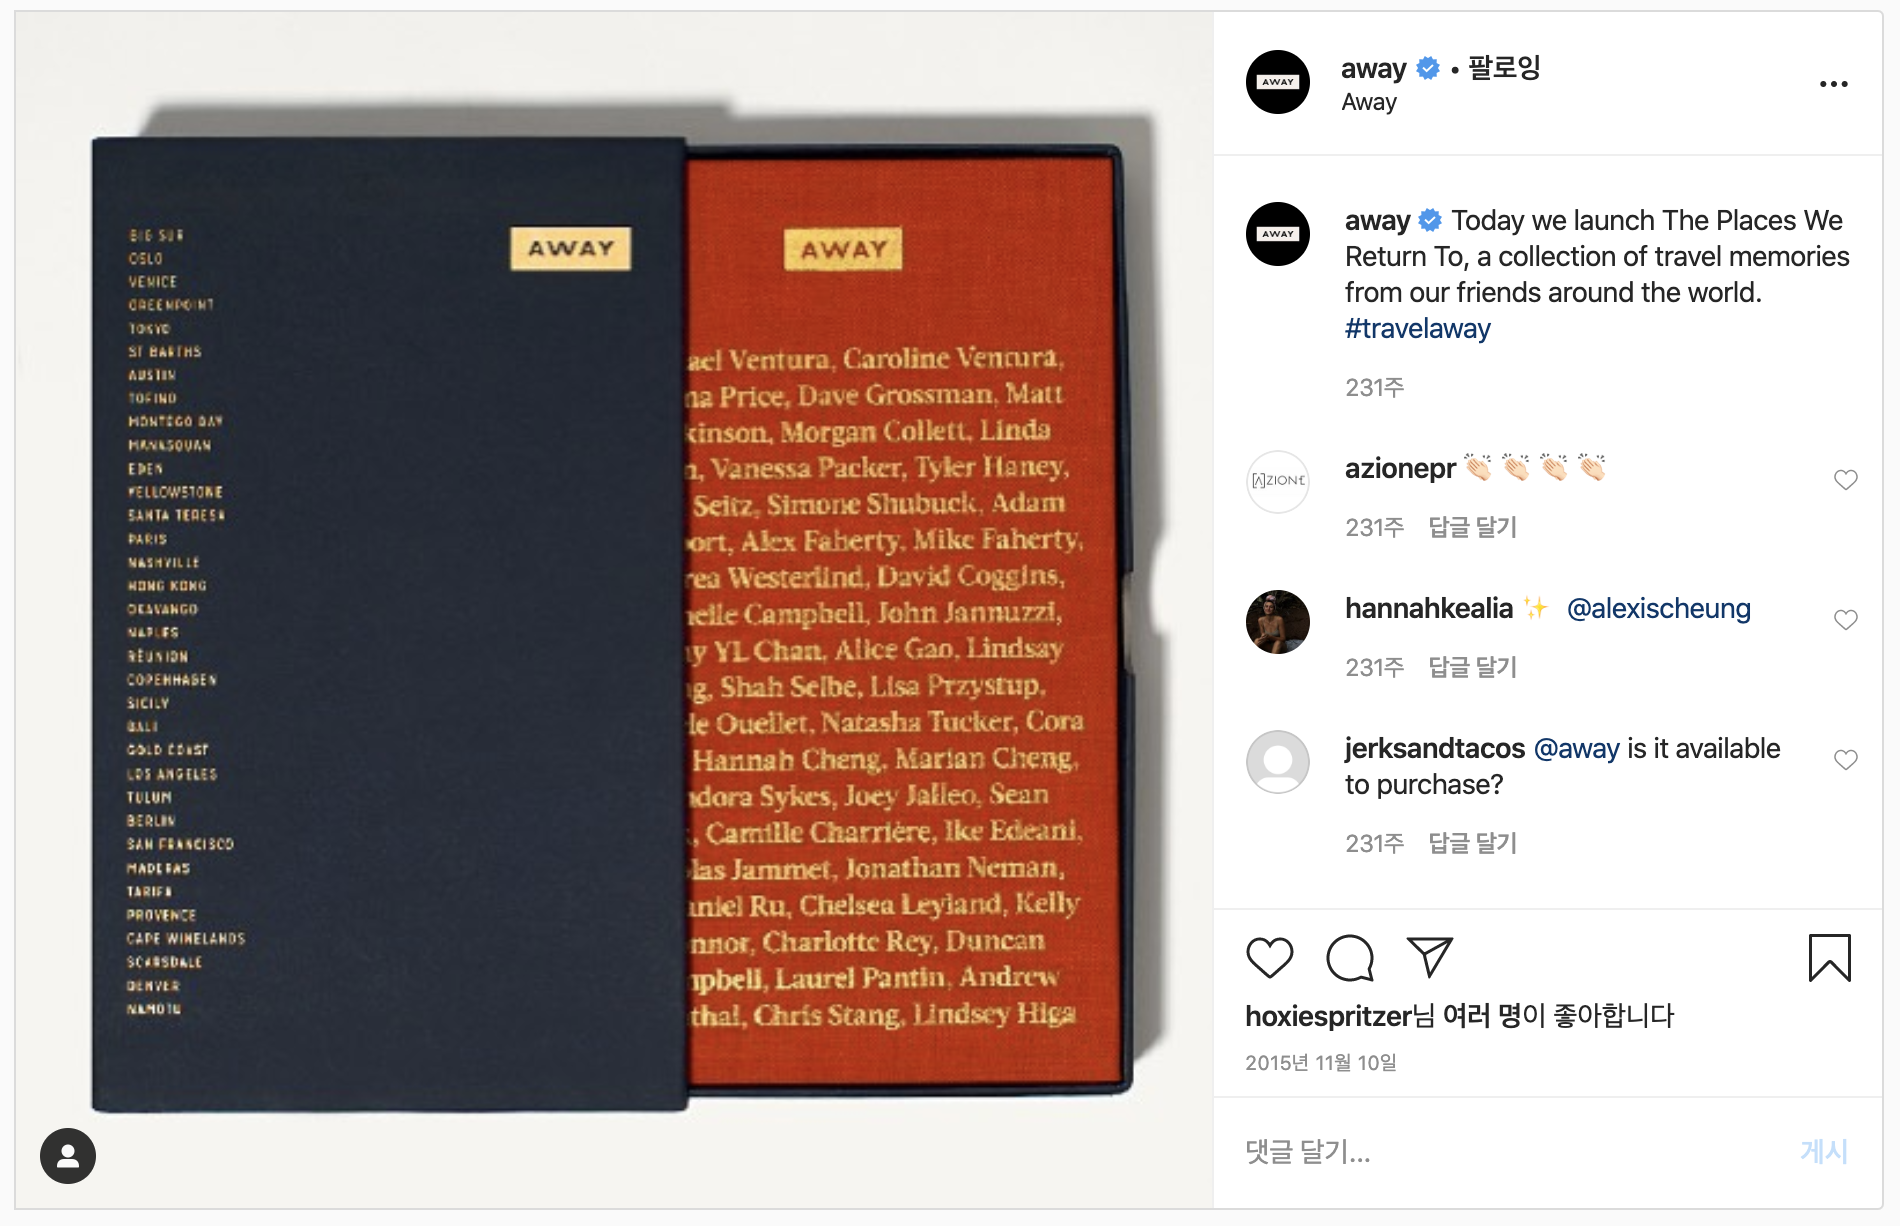 BIG SUR
OSLO
VENICE
GREENPOINT
TOKYO
ST BARTHS
AUSTIN
TOFINO
MONTEGO BAY
MANASQUAN
EDEN
YELLOWSTONE
SANTA TERESA
PARIS
NASHVILLE
HONG KONG
OKAVANGO
NAPLES
RÉUNION
COPENHAGEN
SICILY
BALI
GOLD COAST
LOS ANGELES
TULUM
BERLIN
SAN FRANCISCO
MADERAS
TARIFA
PROVENCE
CAPE WINELANDS
SCARSDALE
DENVER
NAMOTU
AWAY
AWAY
ael Ventura, Caroline Ventura,
na Price, Dave Grossman, Matt
kinson, Morgan Collett, Linda
n, Vanessa Packer, Tyler Haney,
Seitz, Simone Shubuck, Adam
port, Alex Faherty, Mike Faherty,
rea Westerlind, David Coggins,
helle Campbell, John Jannuzzi,
y YL Chan, Alice Gao, Lindsay
ng, Shah Selbe, Lisa Przystup,
le Ouellet, Natasha Tucker, Cora
Hannah Cheng, Marian Cheng,
ndora Sykes, Joey Jalleo, Sean
, Camille Charrière, Ike Edeani,
las Jammet, Jonathan Neman,
aniel Ru, Chelsea Leyland, Kelly
nnor, Charlotte Rey, Duncan
mpbell, Laurel Pantin, Andrew
thal, Chris Stang, Lindsey Higa
AWAY
away • 팔로잉
Away
AWAY
away Today we launch The Places We
Return To, a collection of travel memories
from our friends around the world.
#travelaway
231주
[A]ZION£
azionepr 👏🏻 👏🏻 👏🏻 👏🏻
231주 답글 달기
hannahkealia ✨ @alexischeung
231주 답글 달기
jerksandtacos @away is it available
to purchase?
231주 답글 달기
hoxiespritzer님 여러 명이 좋아합니다
2015년 11월 10일
댓글 달기...
게시